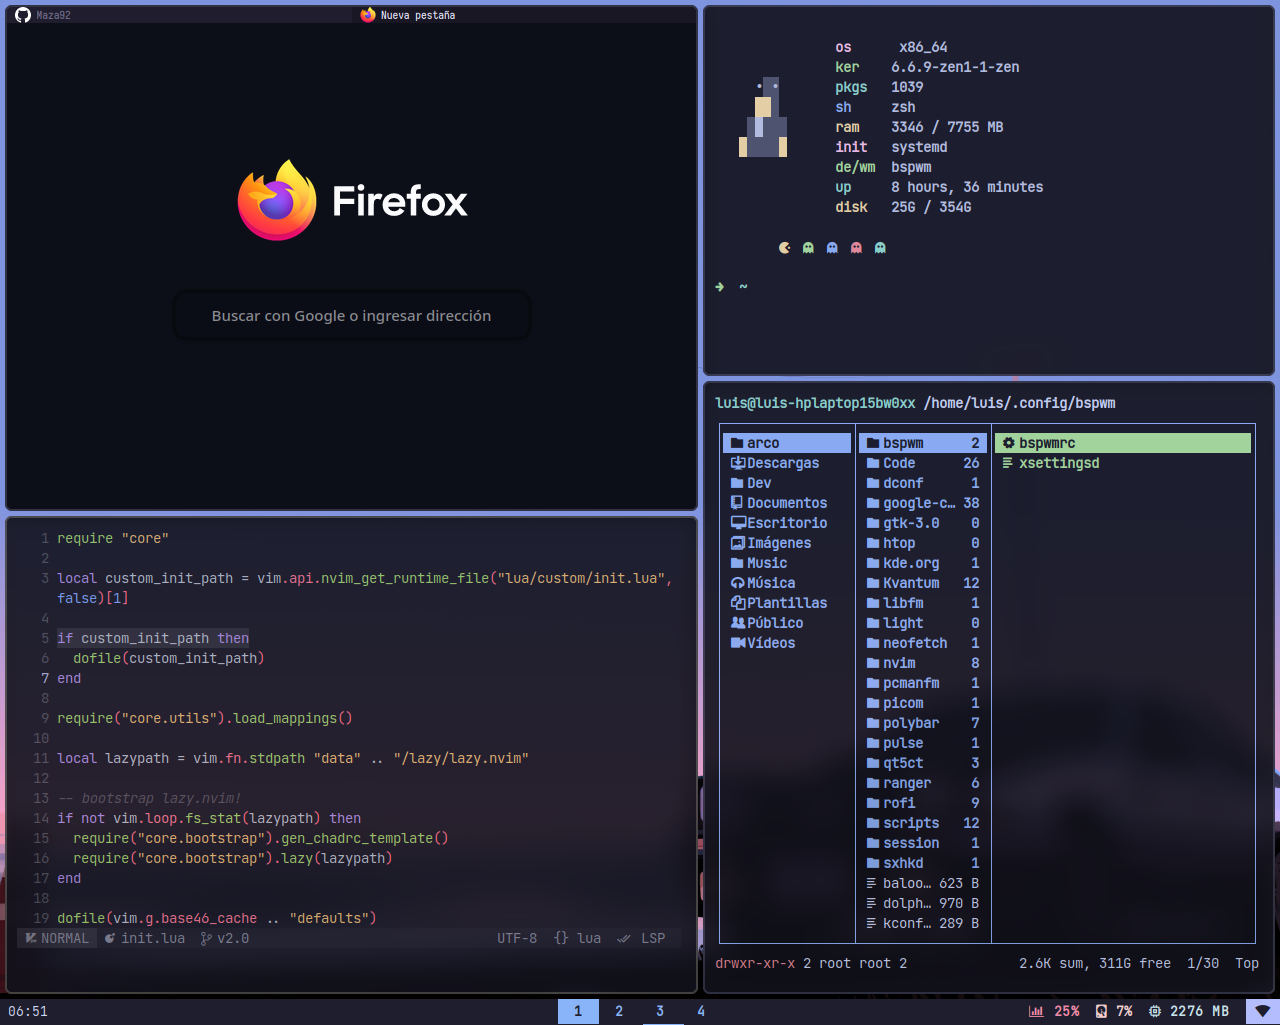 Maza92
Nueva pestaña
Firefox
Buscar con Google o ingresar dirección
os x86_64
ker 6.6.9-zen1-1-zen
pkgs 1039
sh zsh
ram 3346 / 7755 MB
init systemd
de/wm bspwm
up 8 hours, 36 minutes
disk 25G / 354G
➜ ~
1 require "core"
2
3 local custom_init_path = vim.api.nvim_get_runtime_file("lua/custom/init.lua",
false)[1]
4
5 if custom_init_path then
6 dofile(custom_init_path)
7 end
8
9 require("core.utils").load_mappings()
10
11 local lazypath = vim.fn.stdpath "data" .. "/lazy/lazy.nvim"
12
13 -- bootstrap lazy.nvim!
14 if not vim.loop.fs_stat(lazypath) then
15 require("core.bootstrap").gen_chadrc_template()
16 require("core.bootstrap").lazy(lazypath)
17 end
18
19 dofile(vim.g.base46_cache .. "defaults")
NORMAL init.lua v2.0 UTF-8 {} lua LSP
luis@luis-hplaptop15bw0xx /home/luis/.config/bspwm
arco bspwm 2 bspwmrc
Descargas Code 26 xsettingsd
Dev dconf 1
Documentos google-c… 38
Escritorio gtk-3.0 0
Imágenes htop 0
Music kde.org 1
Música Kvantum 12
Plantillas libfm 1
Público light 0
Vídeos neofetch 1
nvim 8
pcmanfm 1
picom 1
polybar 7
pulse 1
qt5ct 3
ranger 6
rofi 9
scripts 12
session 1
sxhkd 1
baloo… 623 B
dolph… 970 B
kconf… 289 B
drwxr-xr-x 2 root root 2 2.6K sum, 311G free 1/30 Top
06:51 1 2 3 4 25% 7% 2276 MB